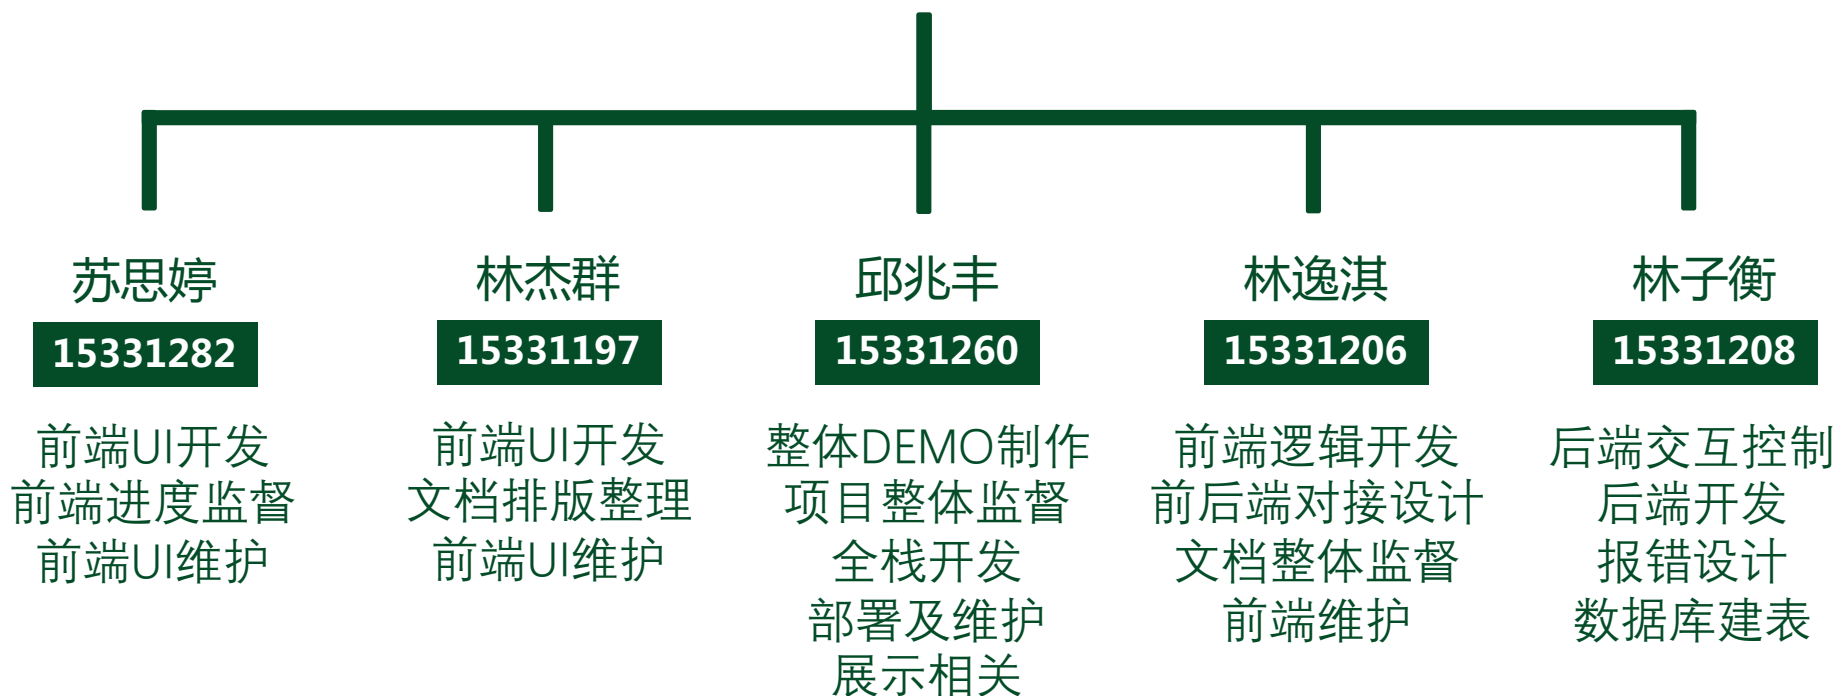 苏思婷
15331282
前端UI开发
前端进度监督
前端UI维护
林杰群
15331197
前端UI开发
文档排版整理
前端UI维护
邱兆丰
15331260
整体DEMO制作
项目整体监督
全栈开发
部署及维护
展示相关
林逸淇
15331206
前端逻辑开发
前后端对接设计
文档整体监督
前端维护
林子衡
15331208
后端交互控制
后端开发
报错设计
数据库建表